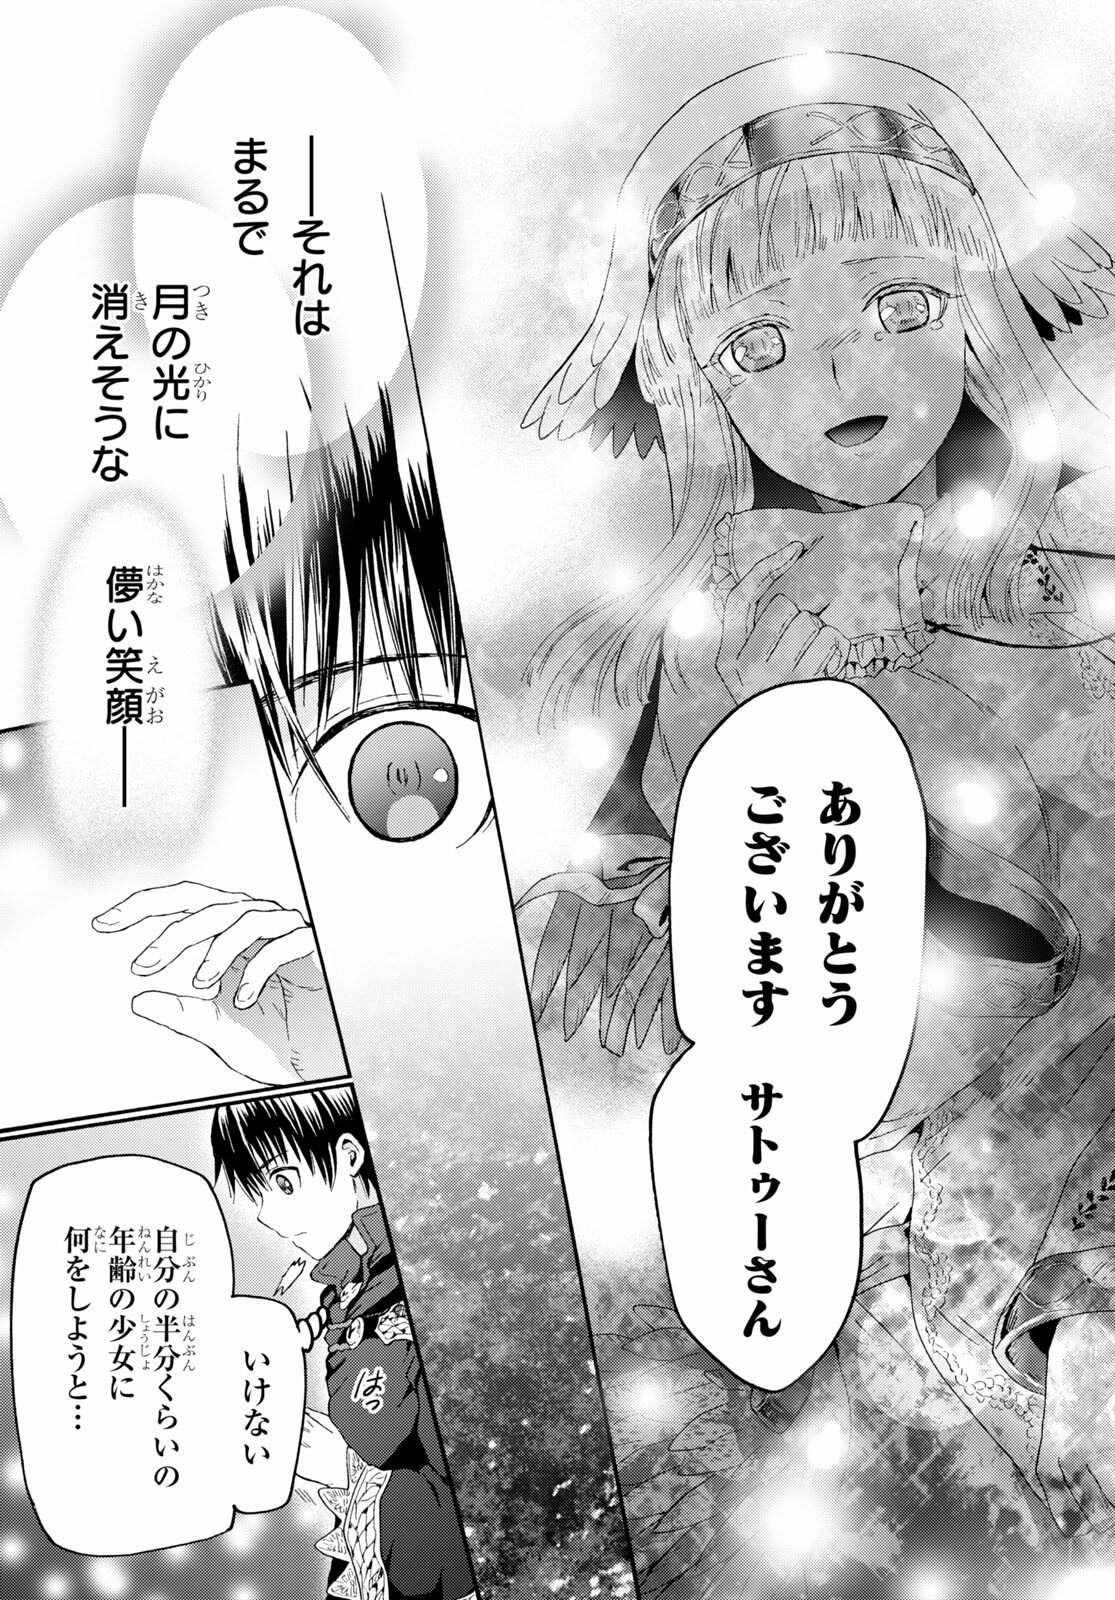 ありがとう
ございます
サトゥーさん
――それは
まるで
月の光に
消えそうな
儚い笑顔――
はっ
いけない
自分の半分くらいの
年齢の少女に
何をしようと…